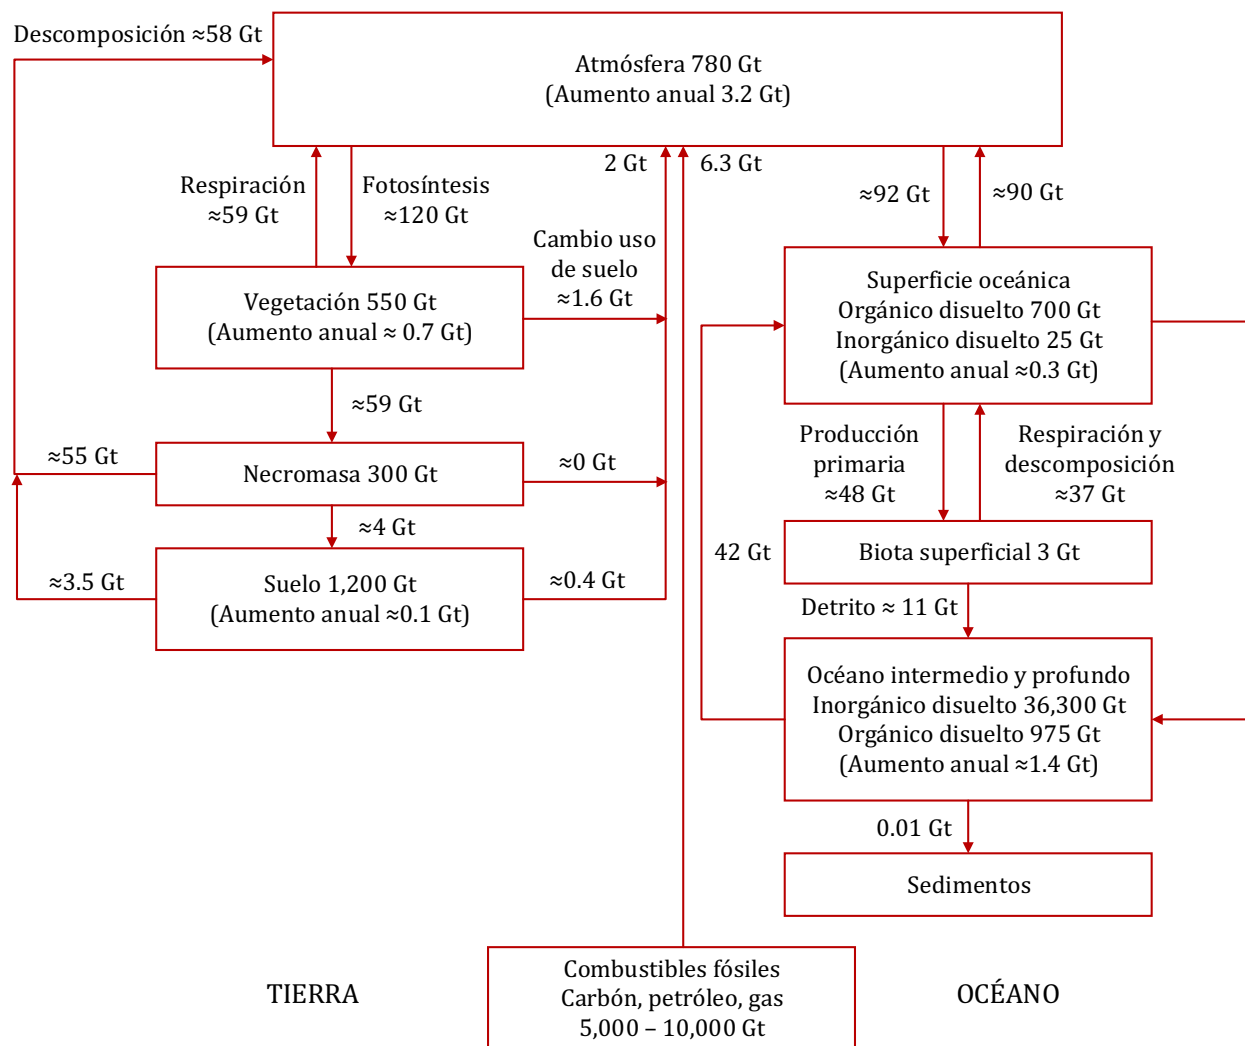 Descomposición ≈58 Gt
Atmósfera 780 Gt
(Aumento anual 3.2 Gt)
Respiración
≈59 Gt
Fotosíntesis
≈120 Gt
2 Gt
6.3 Gt
≈92 Gt
≈90 Gt
Cambio uso
de suelo
≈1.6 Gt
Vegetación 550 Gt
(Aumento anual ≈ 0.7 Gt)
Superficie oceánica
Orgánico disuelto 700 Gt
Inorgánico disuelto 25 Gt
(Aumento anual ≈0.3 Gt)
≈59 Gt
≈55 Gt
Necromasa 300 Gt
≈0 Gt
Producción
primaria
≈48 Gt
Respiración y
descomposición
≈37 Gt
≈4 Gt
42 Gt
Biota superficial 3 Gt
≈3.5 Gt
Suelo 1,200 Gt
(Aumento anual ≈0.1 Gt)
≈0.4 Gt
Detrito ≈ 11 Gt
Océano intermedio y profundo
Inorgánico disuelto 36,300 Gt
Orgánico disuelto 975 Gt
(Aumento anual ≈1.4 Gt)
0.01 Gt
Sedimentos
TIERRA
Combustibles fósiles
Carbón, petróleo, gas
5,000 – 10,000 Gt
OCÉANO